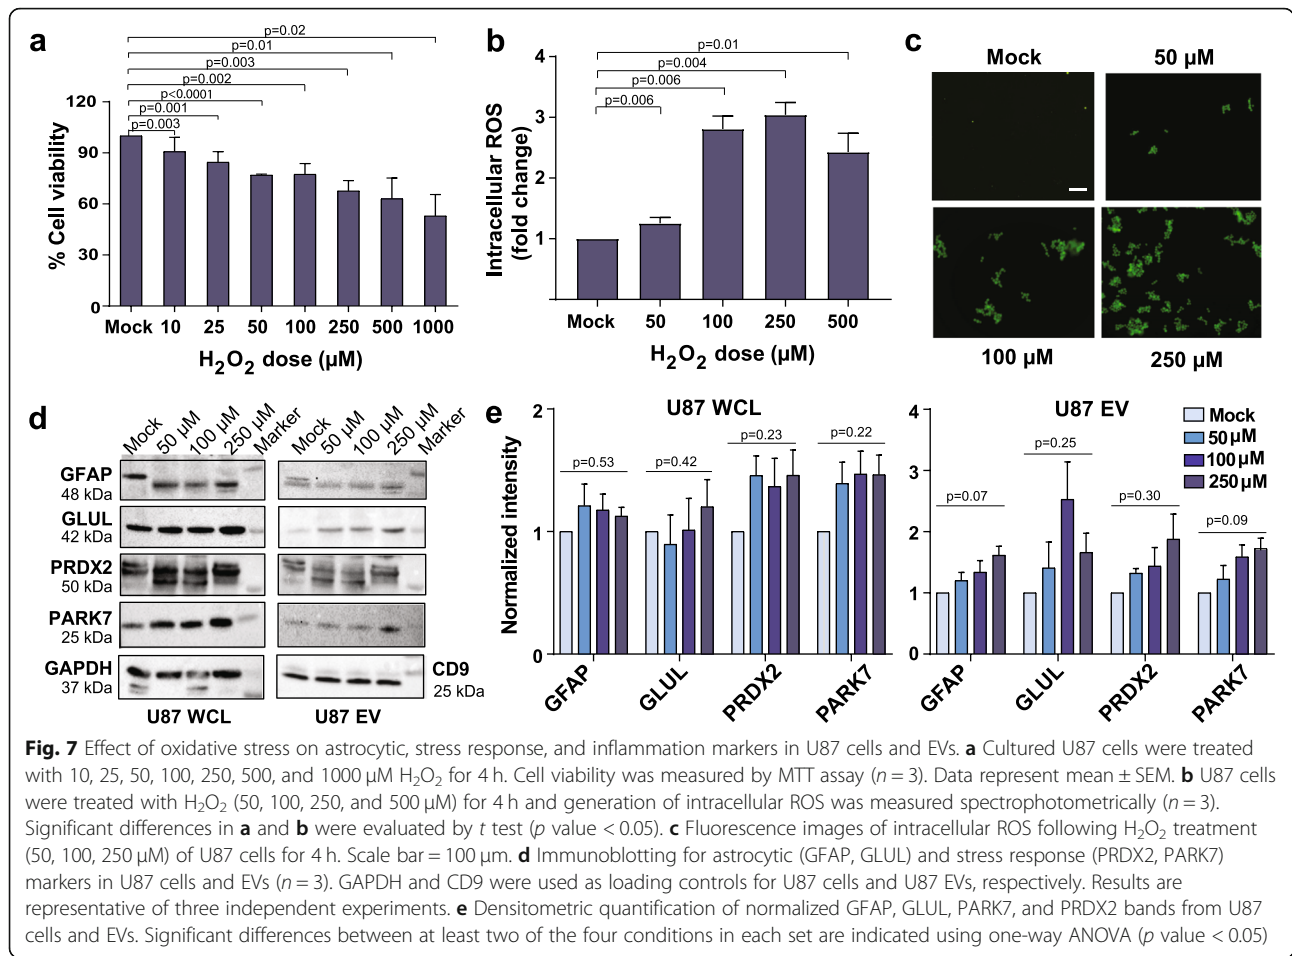 a
p=0.02
p=0.01
p=0.003
p=0.002
p<0.0001
p=0.001
p=0.003
% Cell viability
120
90
60
30
0
Mock 10 25 50 100 250 500 1000
H₂O₂ dose (µM)
b
p=0.01
p=0.004
p=0.006
p=0.006
Intracellular ROS
(fold change)
4
3
2
1
Mock 50 100 250 500
H₂O₂ dose (µM)
c
Mock 50 µM
100 µM 250 µM
d
Mock 50 µM 100 µM 250 µM Marker Mock 50 µM 100 µM 250 µM Marker
GFAP
48 kDa
GLUL
42 kDa
PRDX2
50 kDa
PARK7
25 kDa
GAPDH
37 kDa
CD9
25 kDa
U87 WCL U87 EV
e
U87 WCL
Normalized intensity
2
1
0
p=0.53
p=0.42
p=0.23
p=0.22
GFAP GLUL PRDX2 PARK7
U87 EV
4
3
2
1
0
p=0.07
p=0.25
p=0.30
p=0.09
GFAP GLUL PRDX2 PARK7
Mock
50 µM
100 µM
250 µM
Fig. 7 Effect of oxidative stress on astrocytic, stress response, and inflammation markers in U87 cells and EVs. a Cultured U87 cells were treated
with 10, 25, 50, 100, 250, 500, and 1000 µM H₂O₂ for 4 h. Cell viability was measured by MTT assay (n = 3). Data represent mean ± SEM. b U87 cells
were treated with H₂O₂ (50, 100, 250, and 500 µM) for 4 h and generation of intracellular ROS was measured spectrophotometrically (n = 3).
Significant differences in a and b were evaluated by t test (p value < 0.05). c Fluorescence images of intracellular ROS following H₂O₂ treatment
(50, 100, 250 µM) of U87 cells for 4 h. Scale bar = 100 µm. d Immunoblotting for astrocytic (GFAP, GLUL) and stress response (PRDX2, PARK7)
markers in U87 cells and EVs (n = 3). GAPDH and CD9 were used as loading controls for U87 cells and U87 EVs, respectively. Results are
representative of three independent experiments. e Densitometric quantification of normalized GFAP, GLUL, PARK7, and PRDX2 bands from U87
cells and EVs. Significant differences between at least two of the four conditions in each set are indicated using one-way ANOVA (p value < 0.05)